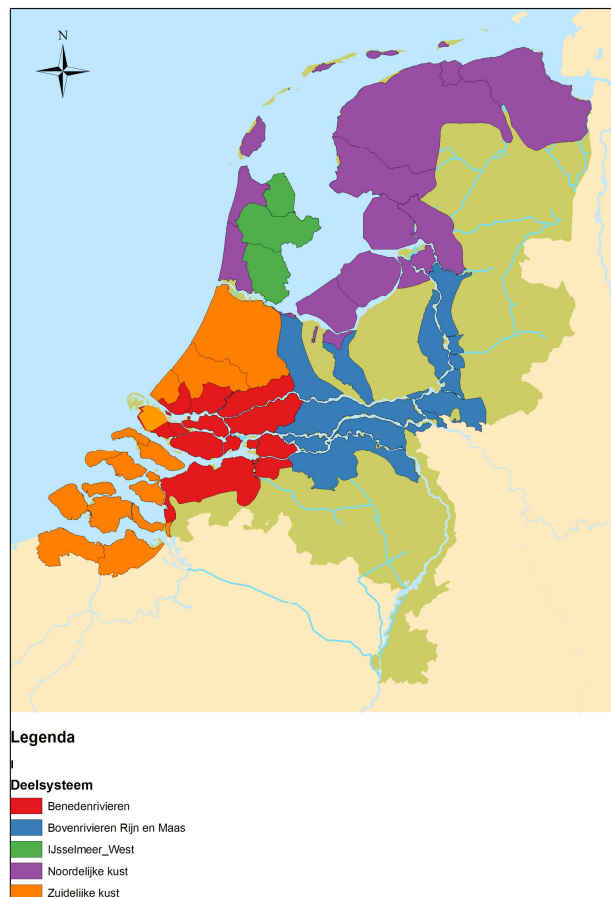 N
Legenda
Deelsysteem
Benedenrivieren
Bovenrivieren Rijn en Maas
IJsselmeer_West
Noordelijke kust
Zuidelijke kust